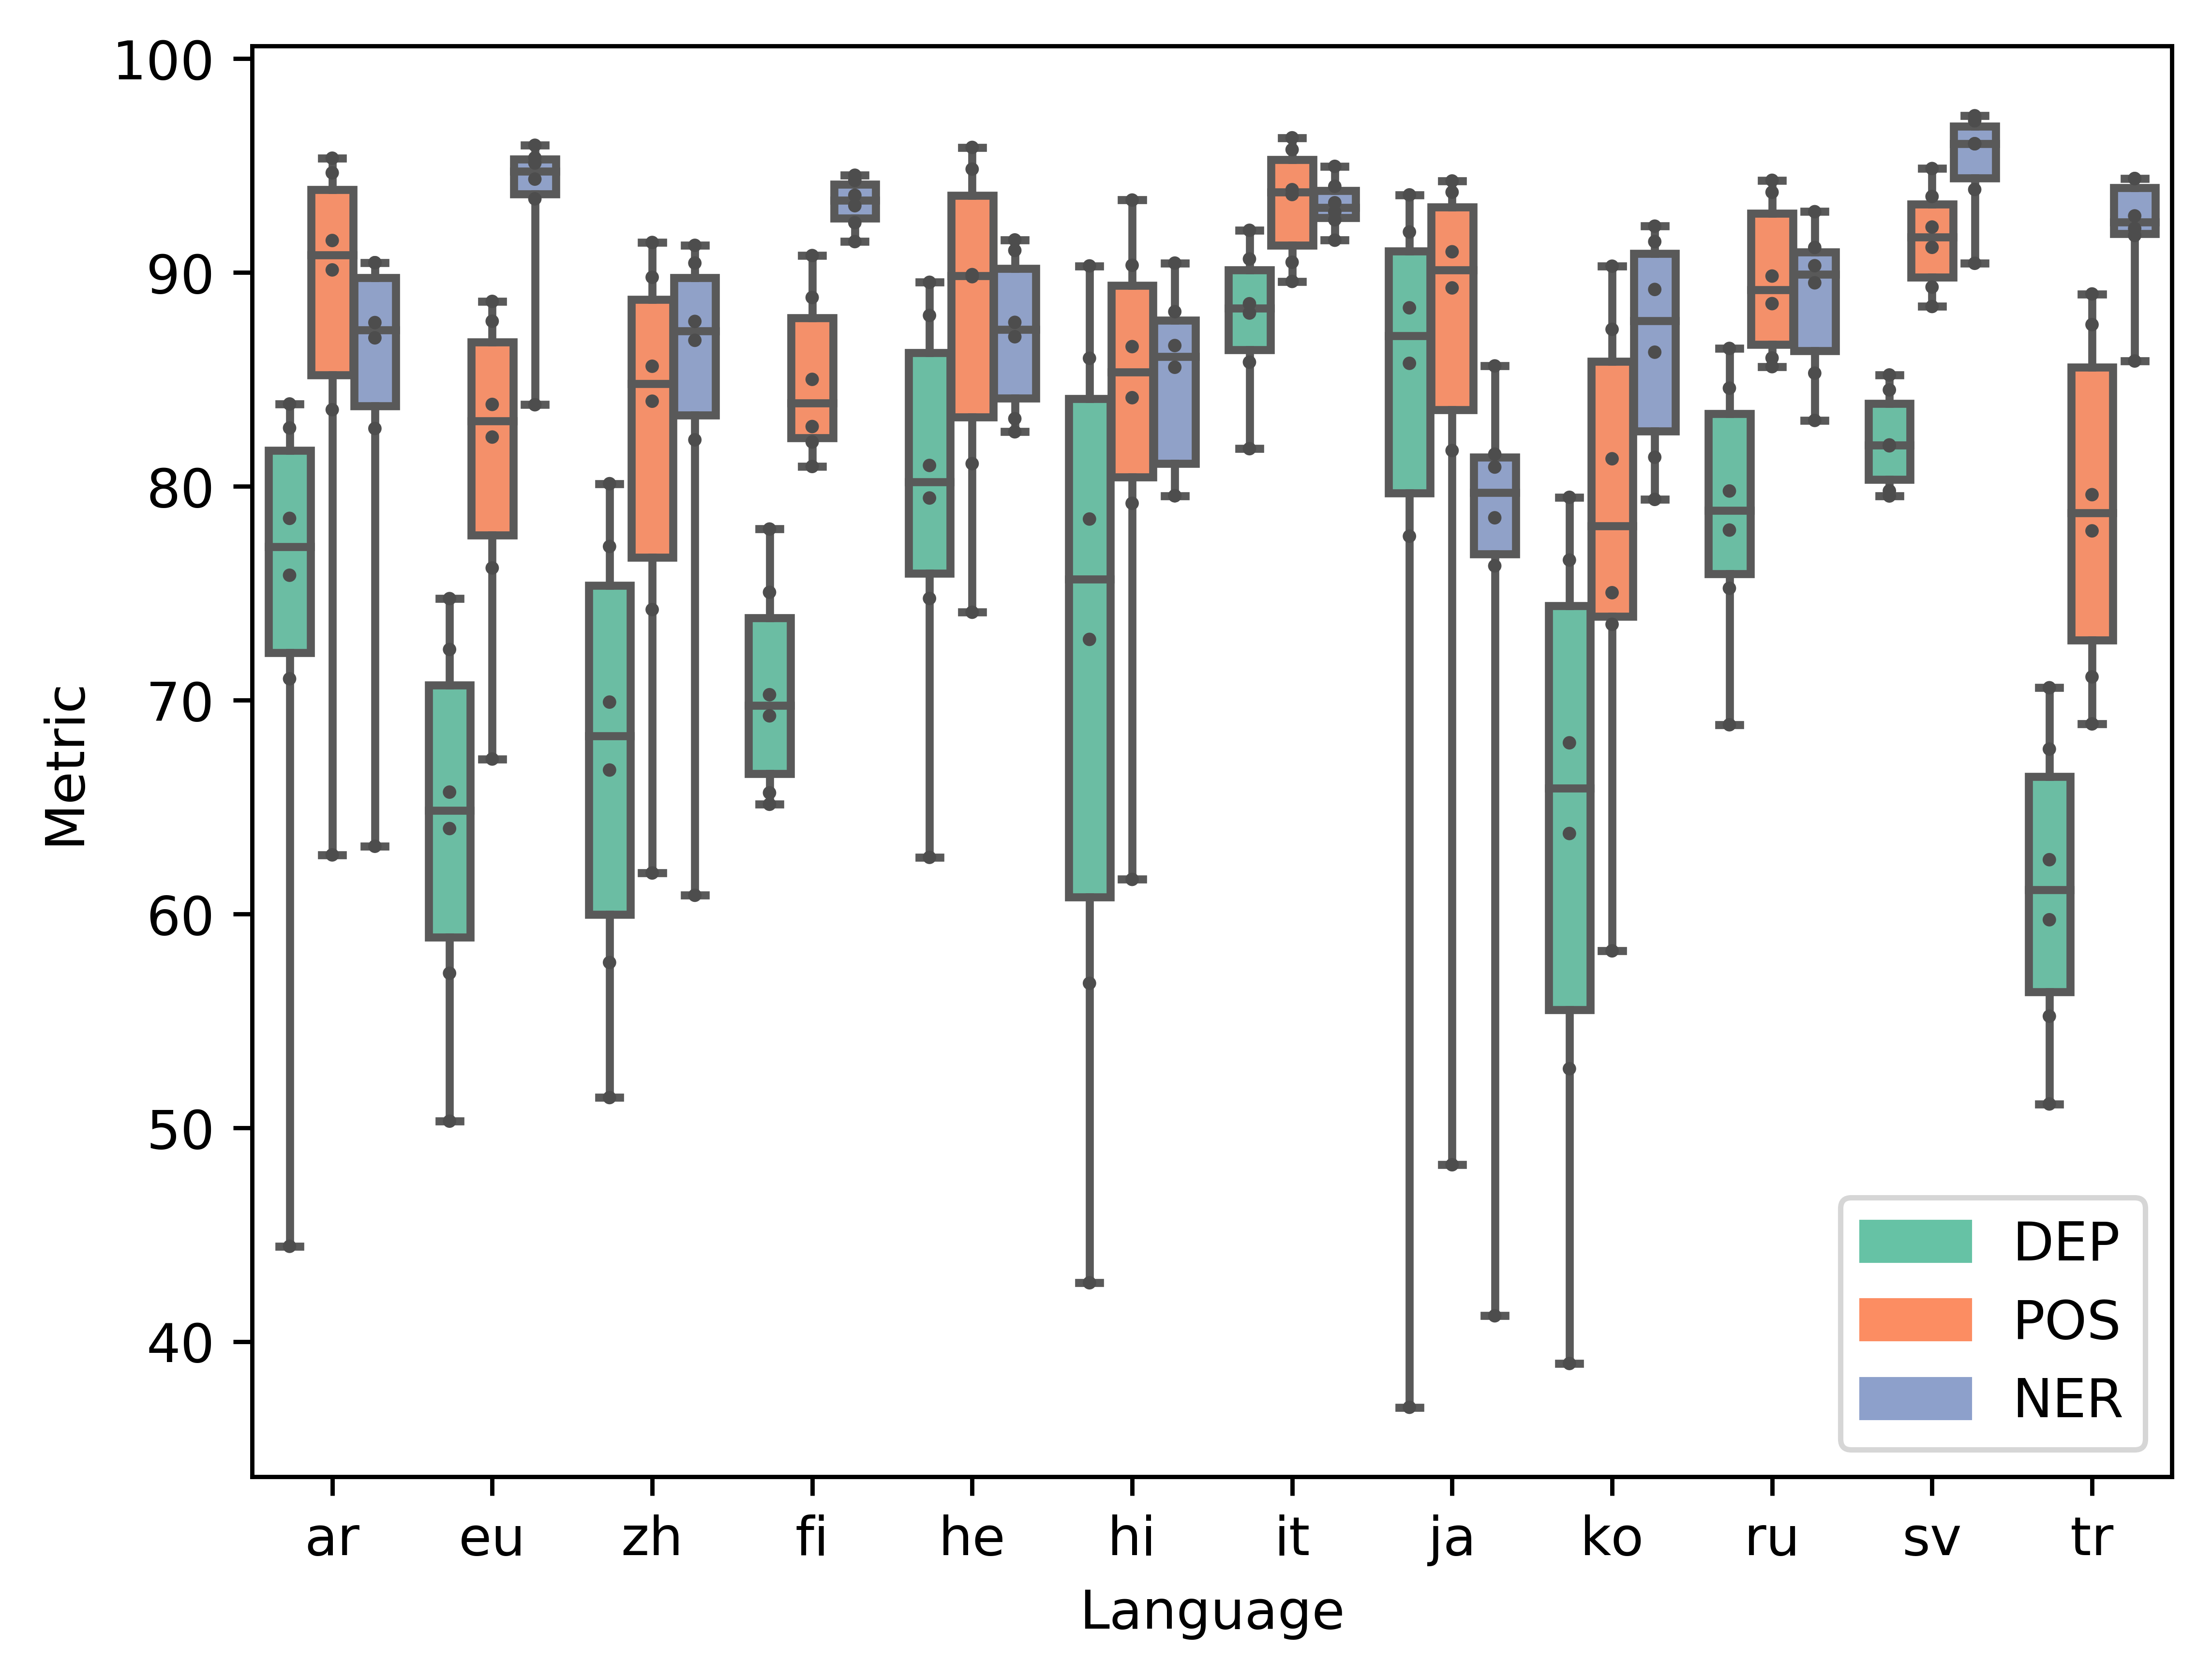 100
90
80
70
60
50
40
Metric
ar eu zh fi he hi it ja ko ru sv tr
Language
DEP
POS
NER